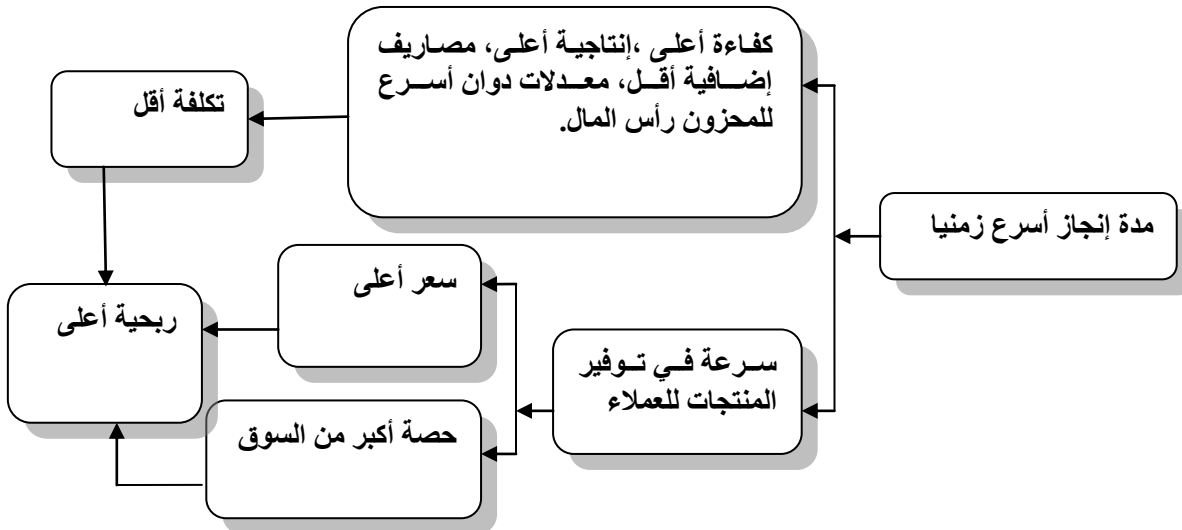 كفاءة أعلى ،إنتاجية أعلى، مصاريف
إضافية أقل، معدلات دوان أسرع
للمحزون رأس المال.
تكلفة أقل
مدة إنجاز أسرع زمنيا
سعر أعلى
ربحية أعلى
سرعة في توفير
المنتجات للعملاء
حصة أكبر من السوق